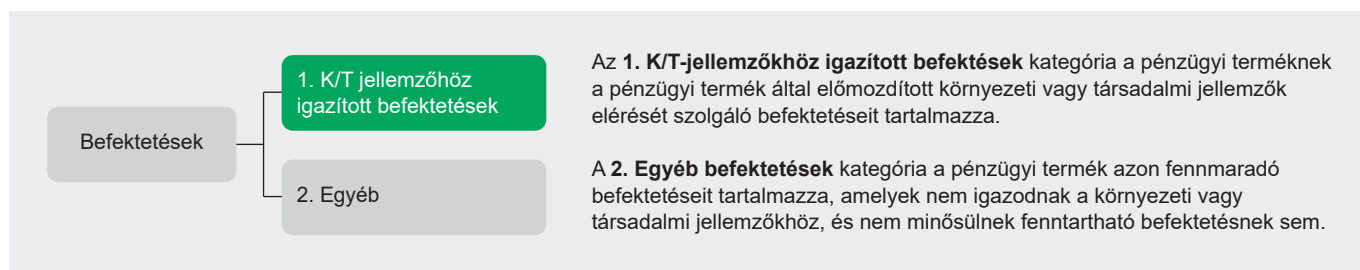 Befektetések
1. K/T jellemzőhöz
igazított befektetések
2. Egyéb
Az 1. K/T-jellemzőkhöz igazított befektések kategória a pénzügyi terméknek
a pénzügyi termék által előmozdított környezeti vagy társadalmi jellemzők
elérését szolgáló befektetéseit tartalmazza.
A 2. Egyéb befektetések kategória a pénzügyi termék azon fennmaradó
befektetéseit tartalmazza, amelyek nem igazodnak a környezeti vagy
társadalmi jellemzőkhöz, és nem minősülnek fenntartható befektetésnek sem.